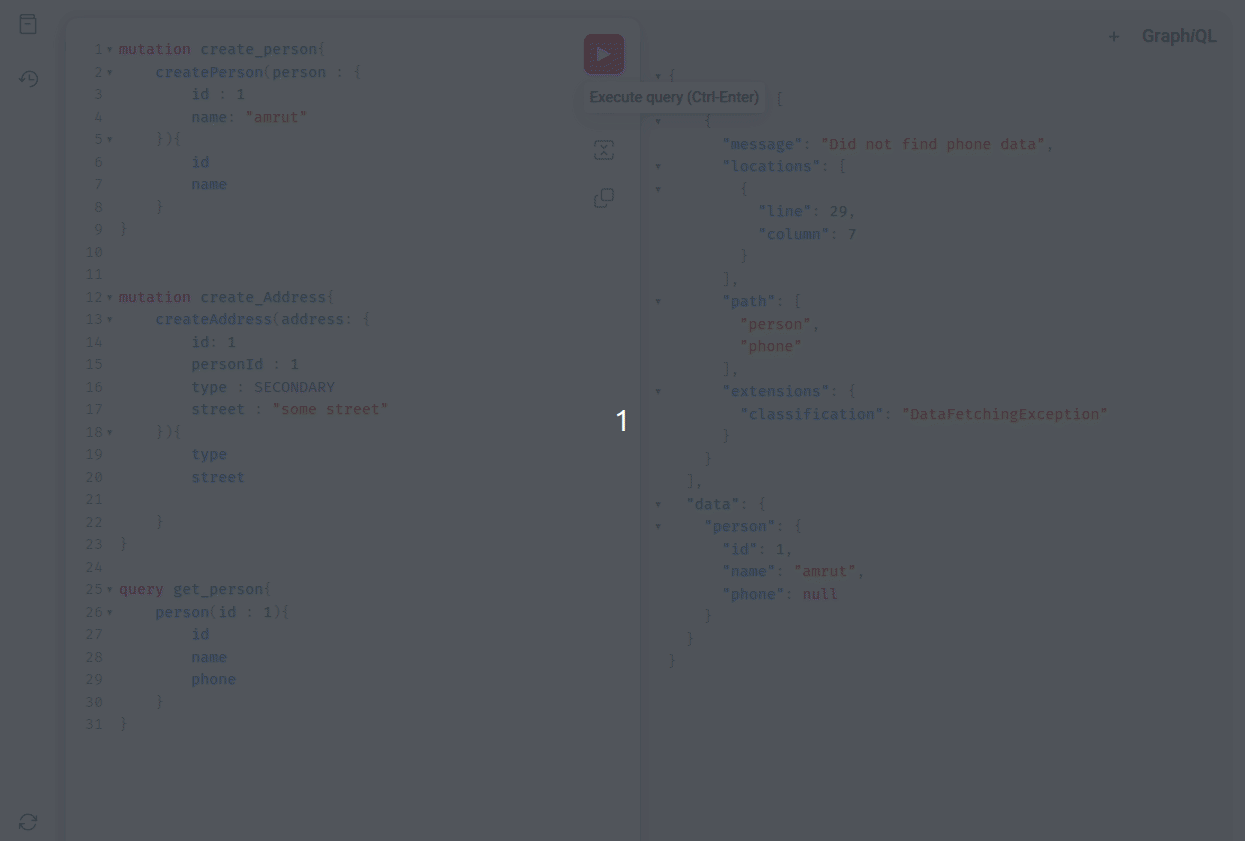 1 mutation create_person{
2 createPerson(person : {
3 id : 1
4 name: "amrut"
5 }){
6 id
7 name
8 }
9 }
10
11
12 mutation create_Address{
13 createAddress(address: {
14 id: 1
15 personId : 1
16 type : SECONDARY
17 street : "some street"
18 }){
19 type
20 street
21
22 }
23 }
24
25 query get_person{
26 person(id : 1){
27 id
28 name
29 phone
30 }
31 }
Execute query (Ctrl-Enter)
1
+ GraphiQL
{
[
{
"message": "Did not find phone data",
"locations": [
{
"line": 29,
"column": 7
}
],
"path": [
"person",
"phone"
],
"extensions": {
"classification": "DataFetchingException"
}
}
],
"data": {
"person": {
"id": 1,
"name": "amrut",
"phone": null
}
}
}